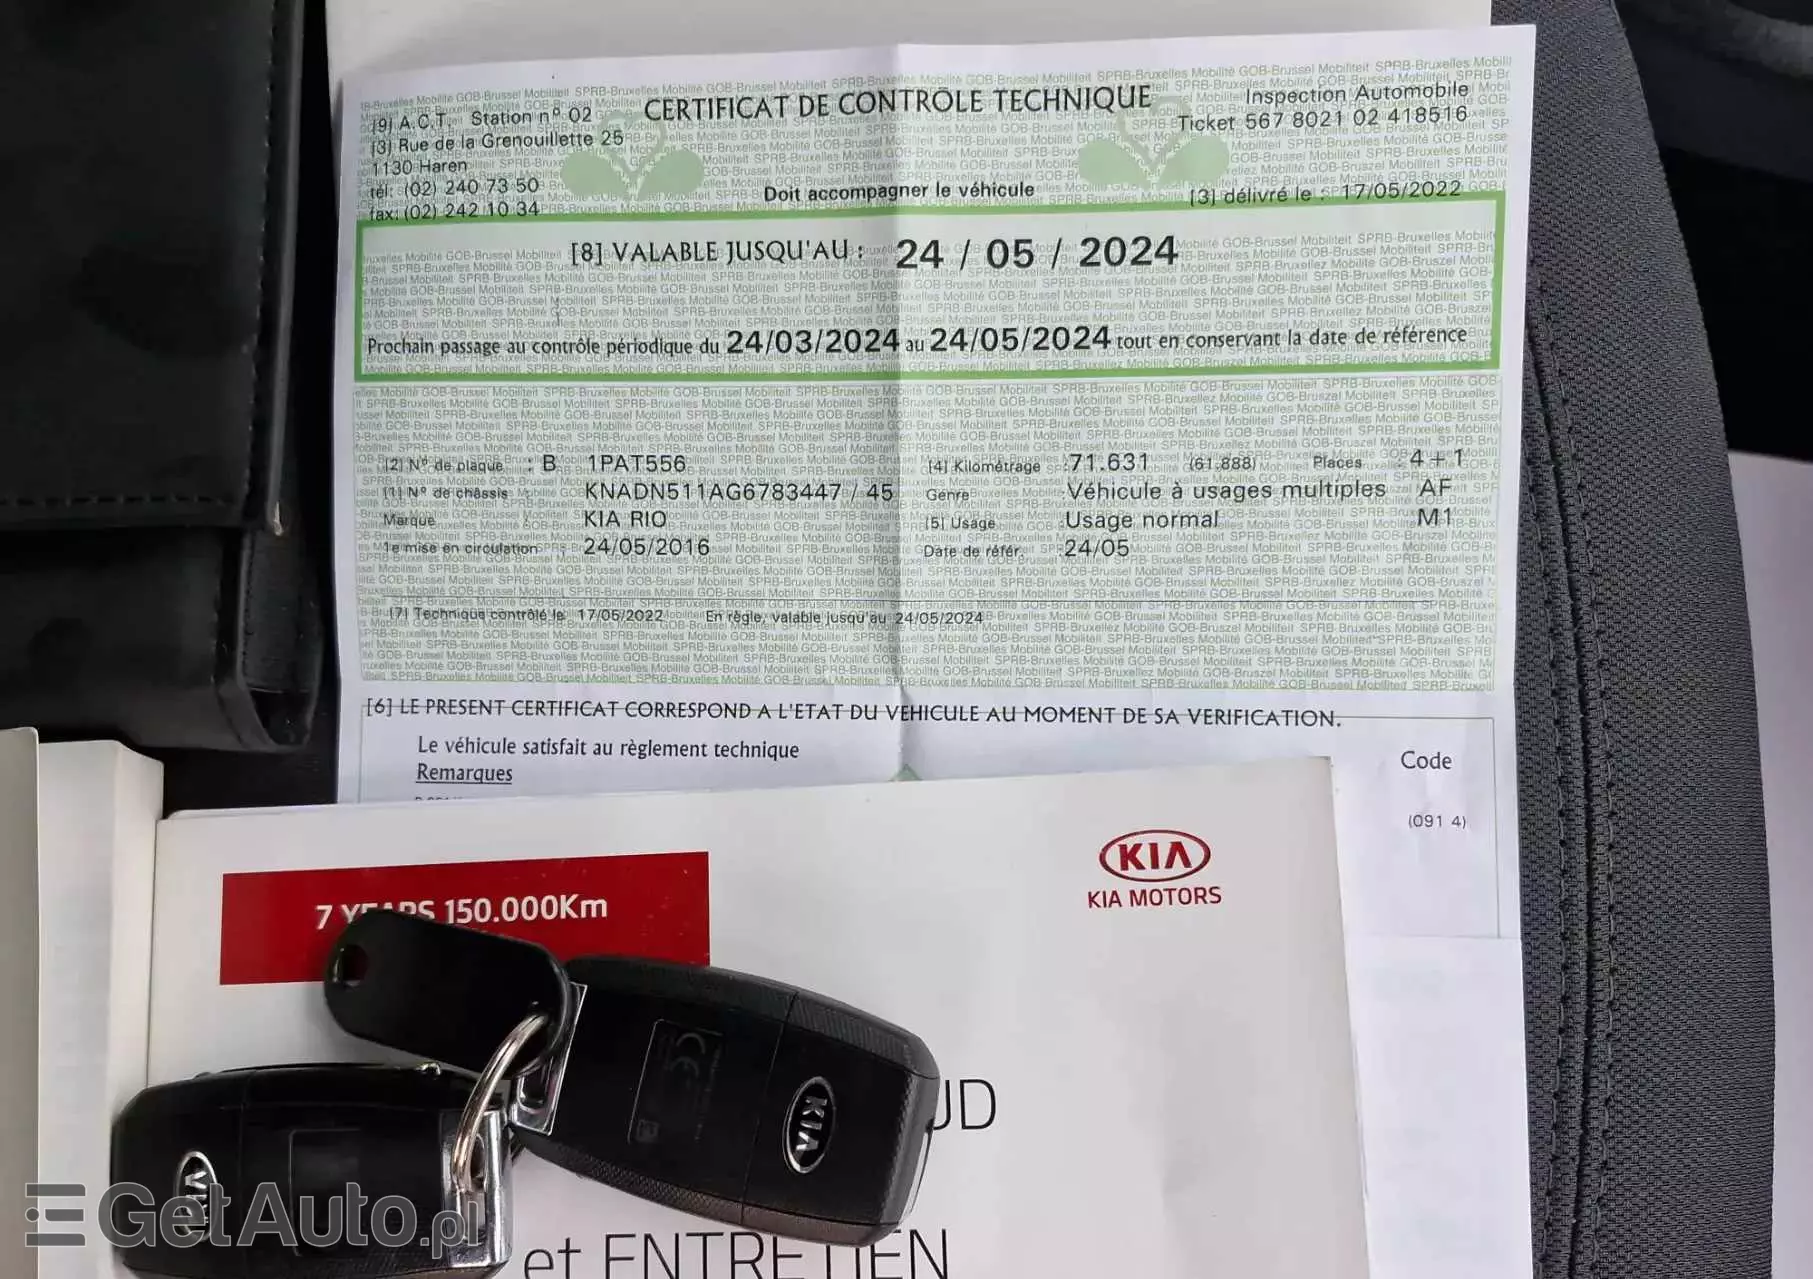 CERTIFICAT DE CONTRÔLE TECHNIQUE
[9] A.C.T. Station nº 02
[3] Rue de la Grenouillette 25
1130 Haren
tél: (02) 240 73 50
fax: (02) 242 10 34
Inspection Automobile
Ticket 567 8021 02 418516
Doit accompagner le véhicule
[3] délivré le : 17/05/2022
[8] VALABLE JUSQU'AU : 24 / 05 / 2024
Prochain passage au contrôle périodique du 24/03/2024 au 24/05/2024 tout en conservant la date de référence
[2] Nº de plaque : B 1PAT556
[1] Nº de châssis : KNADN511AG6783447 / 45
Marque : KIA RIO
1e mise en circulation : 24/05/2016
[4] Kilométrage :71.631 (61.888) Places : 4 + 1
Genre :Véhicule à usages multiples AF
[5] Usage :Usage normal M1
Date de référ. :24/05
[7] Technique contrôlé le 17/05/2022 En règle, valable jusqu'au 24/05/2024
[6] LE PRESENT CERTIFICAT CORRESPOND A L'ETAT DU VEHICULE AU MOMENT DE SA VERIFICATION.
Le véhicule satisfait au règlement technique
Remarques
Code
(091 4)
7 YEARS 150.000Km
KIA
KIA MOTORS
CE
KIA
KIA
UD
et ENTRETIEN
GetAuto.pl